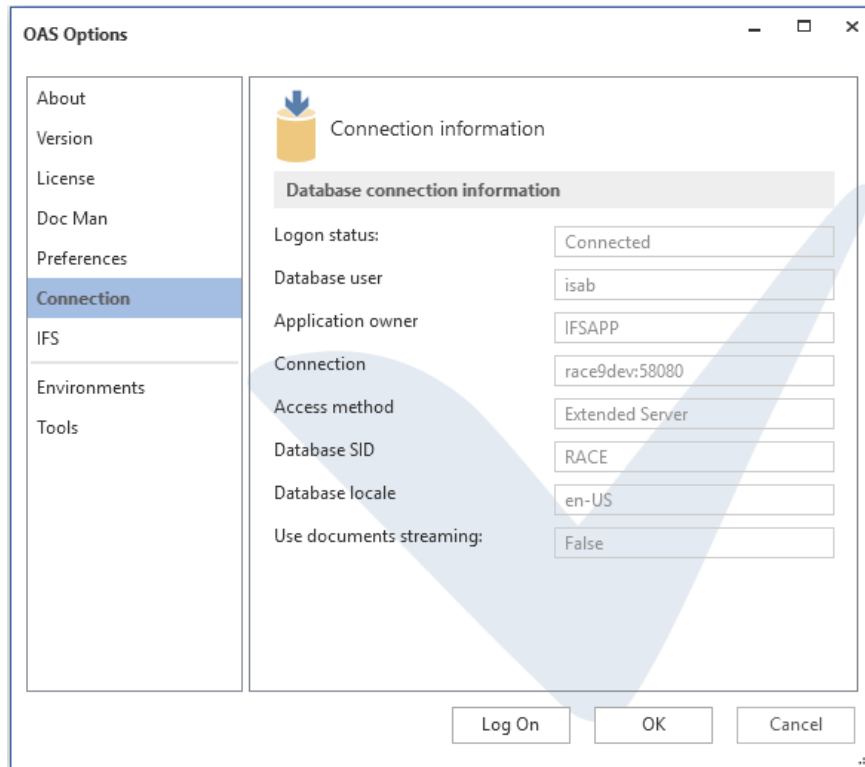 OAS Options
About
Version
License
Doc Man
Preferences
Connection
IFS
Environments
Tools
Connection information
Database connection information
Logon status: Connected
Database user isab
Application owner IFSAPP
Connection race9dev:58080
Access method Extended Server
Database SID RACE
Database locale en-US
Use documents streaming: False
Log On OK Cancel